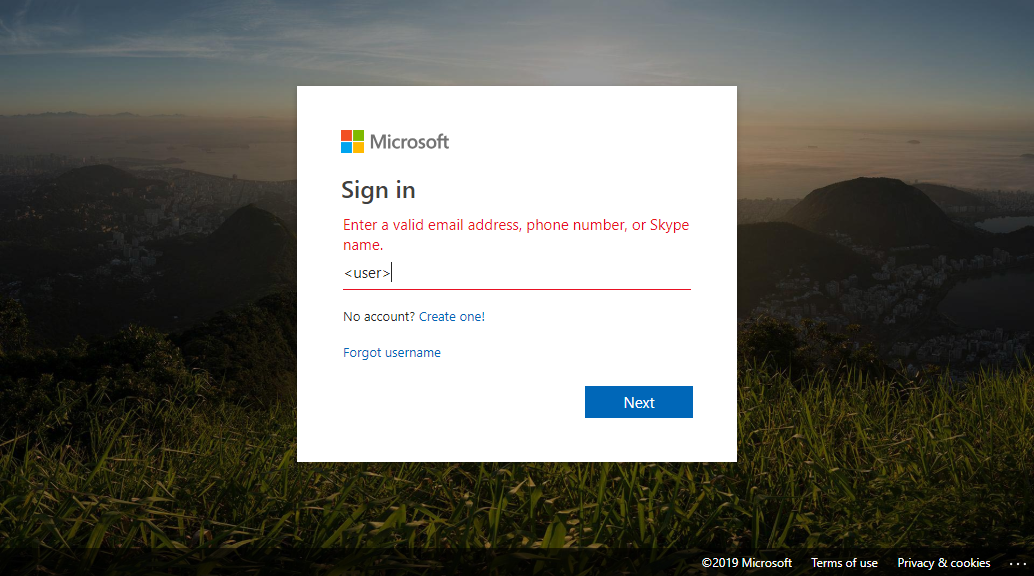 Microsoft
Sign in
Enter a valid email address, phone number, or Skype
name.
<user>
No account? Create one!
Forgot username
Next
©2019 Microsoft Terms of use Privacy & cookies ...